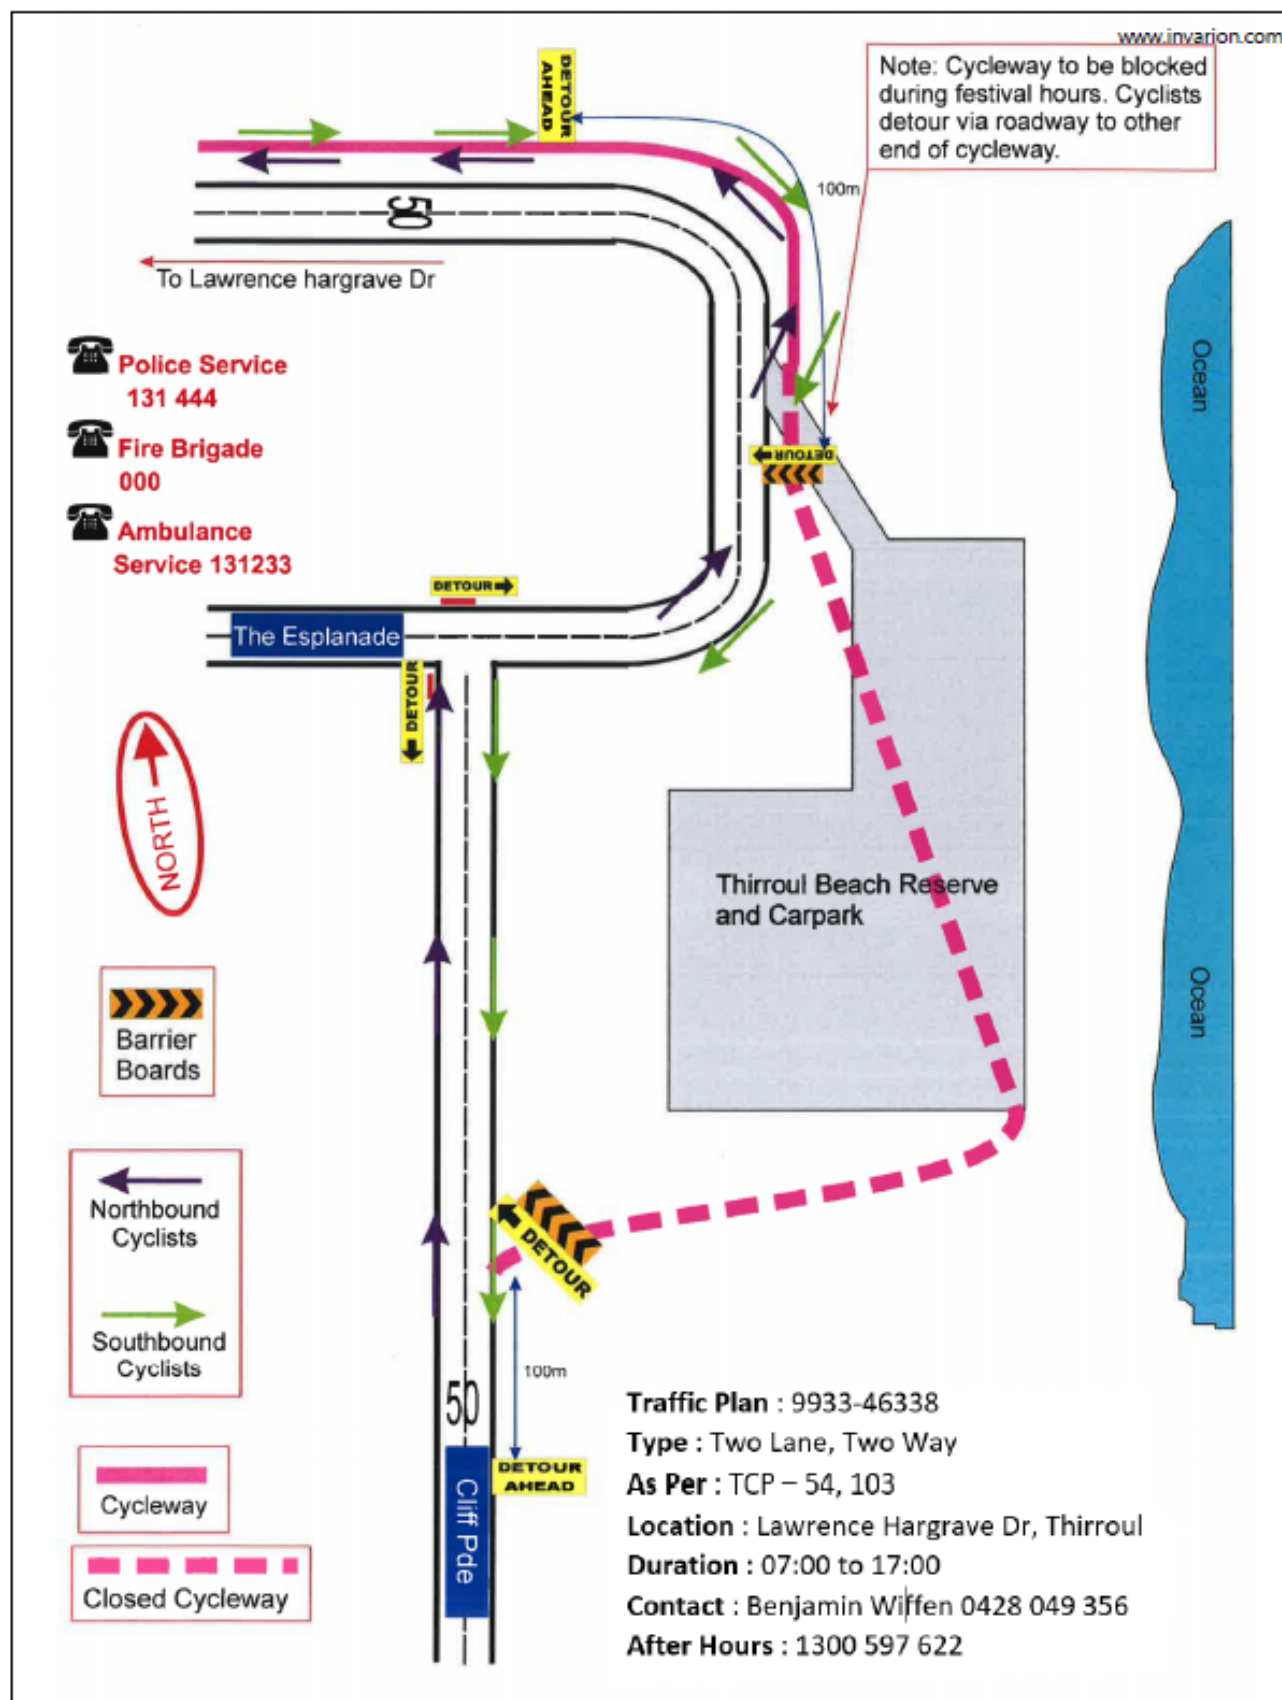 www.invarion.com
Note: Cycleway to be blocked
during festival hours. Cyclists
detour via roadway to other
end of cycleway.
DETOUR
AHEAD
100m
50
To Lawrence hargrave Dr
Police Service
131 444
Fire Brigade
000
Ambulance
Service 131233
Ocean
DETOUR
DETOUR
The Esplanade
DETOUR
NORTH
Thirroul Beach Reserve
and Carpark
Ocean
Barrier
Boards
Northbound
Cyclists
Southbound
Cyclists
DETOUR
100m
50
DETOUR
AHEAD
Cliff Pde
Cycleway
Closed Cycleway
Traffic Plan : 9933-46338
Type : Two Lane, Two Way
As Per : TCP – 54, 103
Location : Lawrence Hargrave Dr, Thirroul
Duration : 07:00 to 17:00
Contact : Benjamin Wiffen 0428 049 356
After Hours : 1300 597 622